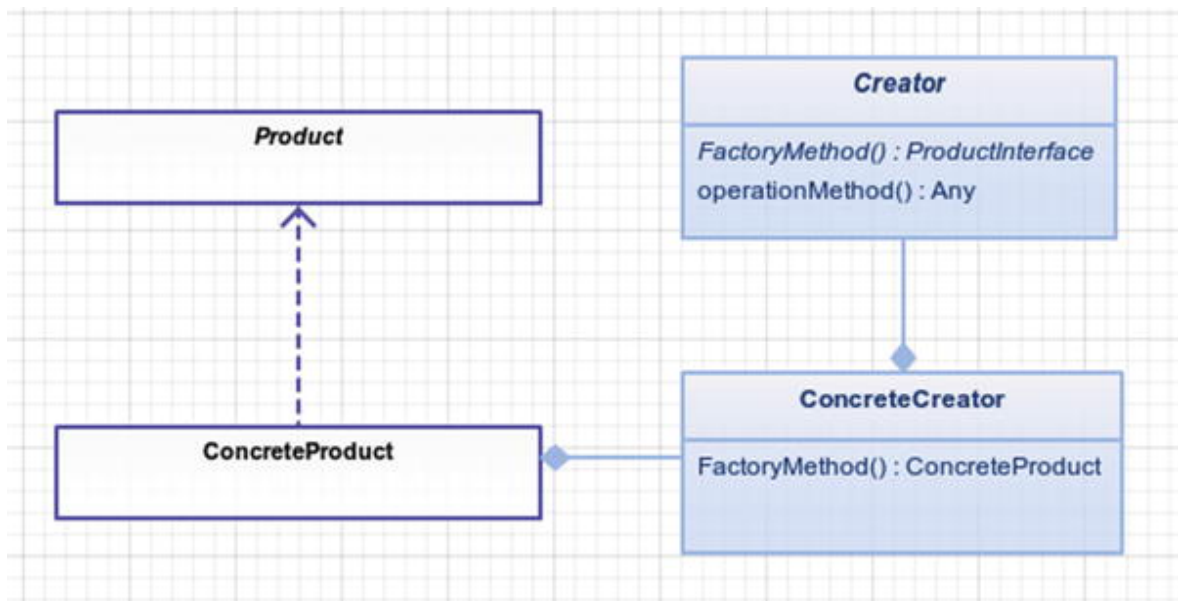 Product
ConcreteProduct
Creator
FactoryMethod() : ProductInterface
operationMethod() : Any
ConcreteCreator
FactoryMethod() : ConcreteProduct